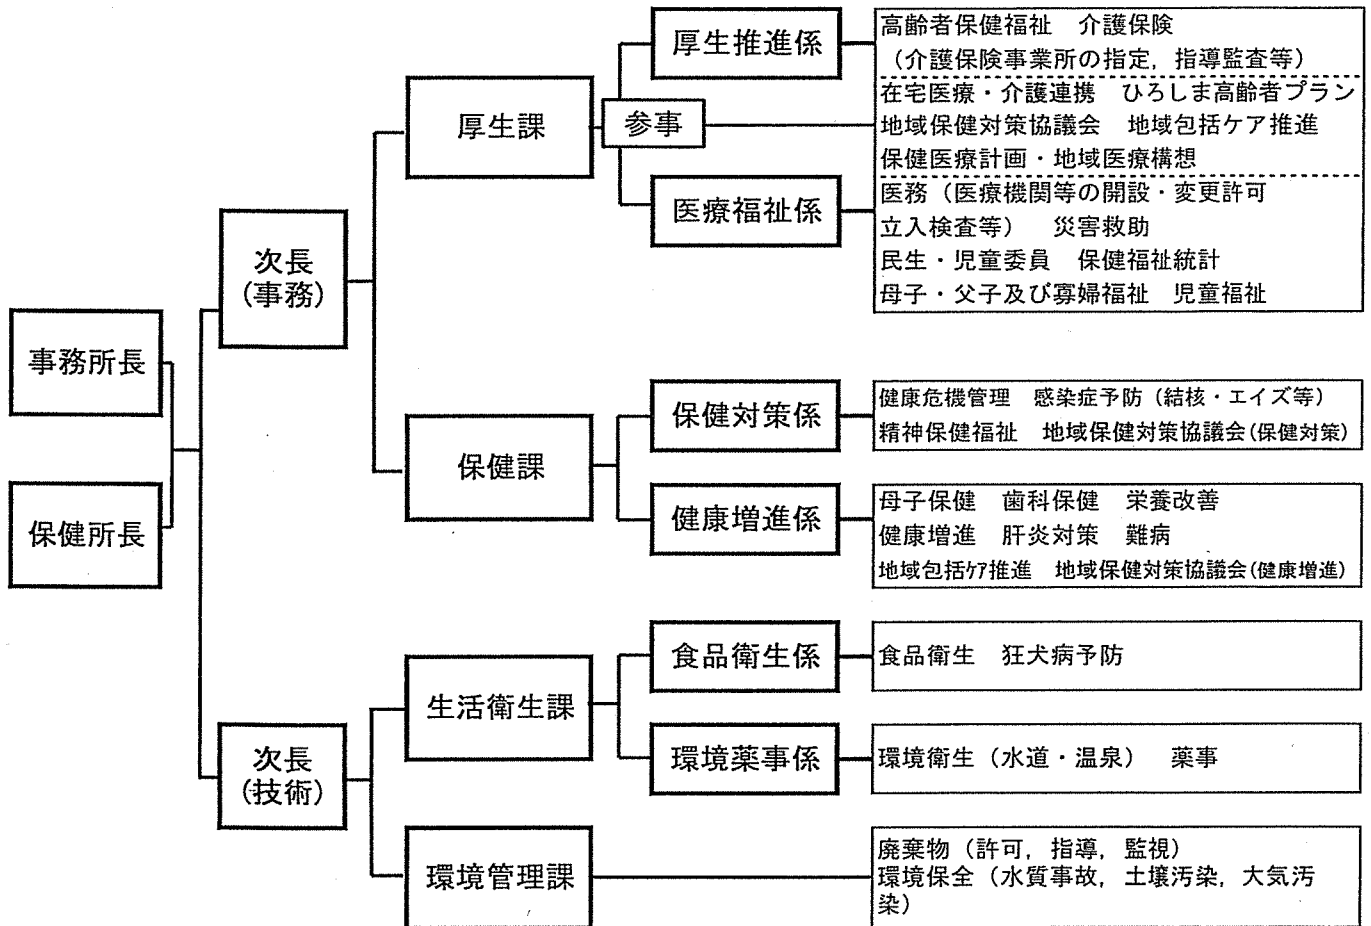 事務所長
保健所長
次長
(事務)
厚生課
厚生推進係
高齢者保健福祉　介護保険
（介護保険事業所の指定，指導監査等）
参事
在宅医療・介護連携　ひろしま高齢者プラン
地域保健対策協議会　地域包括ケア推進
保健医療計画・地域医療構想
医療福祉係
医務（医療機関等の開設・変更許可
立入検査等）　災害救助
民生・児童委員　保健福祉統計
母子・父子及び寡婦福祉　児童福祉
保健課
保健対策係
健康危機管理　感染症予防（結核・エイズ等）
精神保健福祉　地域保健対策協議会(保健対策)
健康増進係
母子保健　歯科保健　栄養改善
健康増進　肝炎対策　難病
地域包括ｹｱ推進　地域保健対策協議会(健康増進)
次長
(技術)
生活衛生課
食品衛生係
食品衛生　狂犬病予防
環境薬事係
環境衛生（水道・温泉）　薬事
環境管理課
廃棄物（許可，指導，監視）
環境保全（水質事故，土壌汚染，大気汚
染）